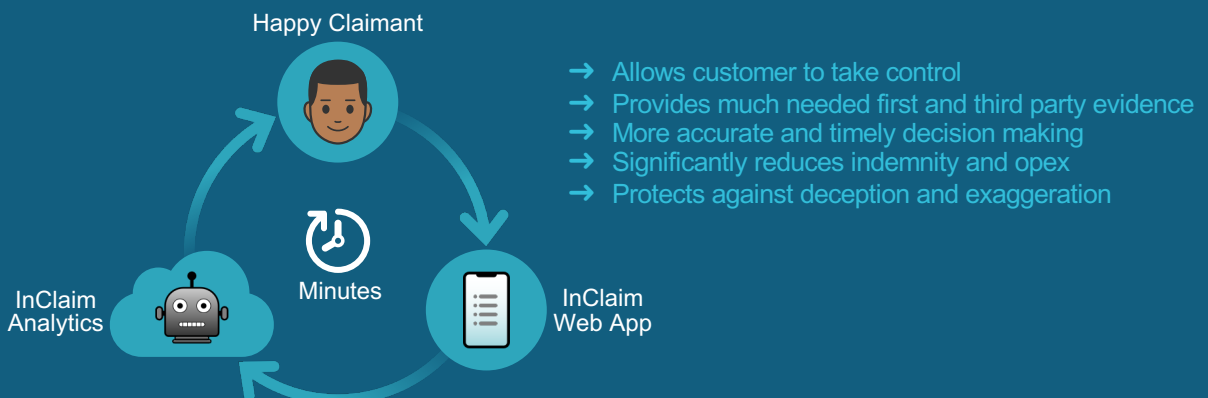 Happy Claimant
→ Allows customer to take control
→ Provides much needed first and third party evidence
→ More accurate and timely decision making
→ Significantly reduces indemnity and opex
→ Protects against deception and exaggeration
Minutes
InClaim
Analytics
InClaim
Web App